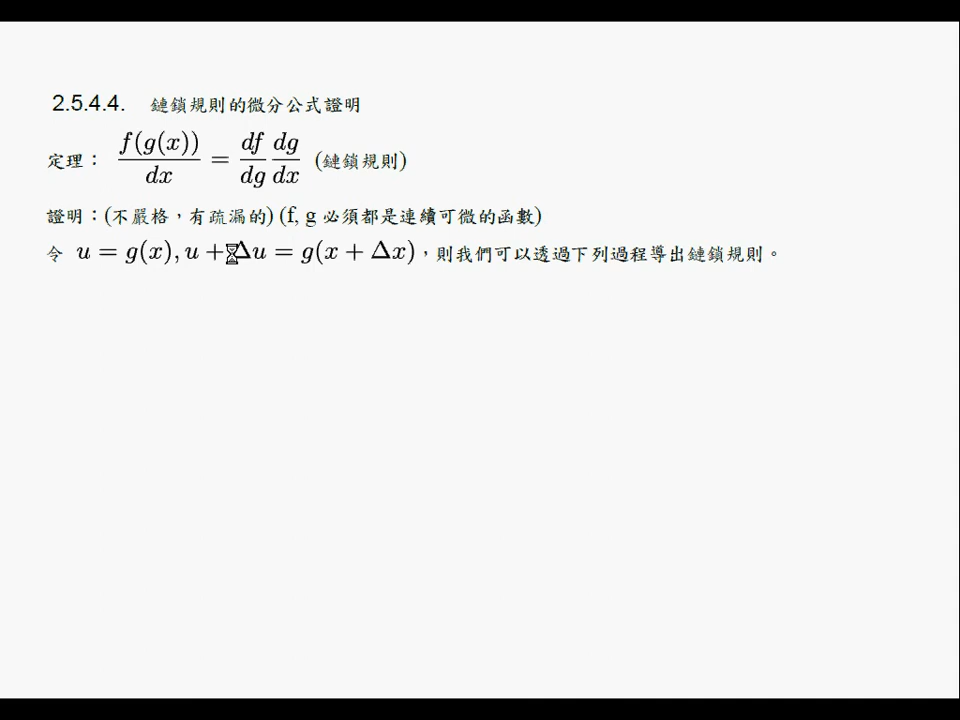 2.5.4.4. 鏈鎖規則的微分公式證明
定理： \frac{f(g(x))}{dx} = \frac{df}{dg}\frac{dg}{dx} (鏈鎖規則)
證明：(不嚴格，有疏漏的) (f, g 必須都是連續可微的函數)
令 u = g(x), u + Δu = g(x + Δx)，則我們可以透過下列過程導出鏈鎖規則。